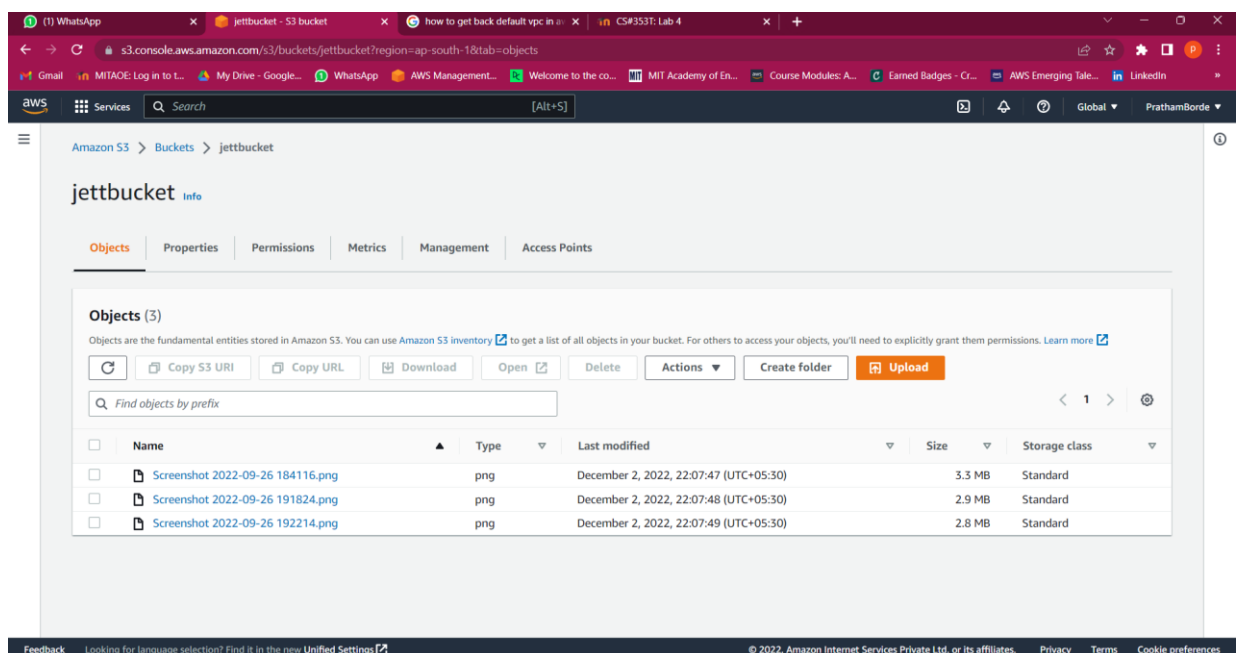 (1) WhatsApp jettbucket - S3 bucket how to get back default vpc in av CS#353T: Lab 4
s3.console.aws.amazon.com/s3/buckets/jettbucket?region=ap-south-1&tab=objects
Gmail MITAOE: Log in to t... My Drive - Google... WhatsApp AWS Management... Welcome to the co... MIT Academy of En... Course Modules: A... Earned Badges - Cr... AWS Emerging Tale... LinkedIn »
aws Services Search [Alt+S] Global PrathamBorde
Amazon S3 > Buckets > jettbucket
jettbucket Info
Objects Properties Permissions Metrics Management Access Points
Objects (3)
Objects are the fundamental entities stored in Amazon S3. You can use Amazon S3 inventory to get a list of all objects in your bucket. For others to access your objects, you'll need to explicitly grant them permissions. Learn more
Copy S3 URI Copy URL Download Open Delete Actions Create folder Upload
Find objects by prefix < 1 >
Name Type Last modified Size Storage class
Screenshot 2022-09-26 184116.png png December 2, 2022, 22:07:47 (UTC+05:30) 3.3 MB Standard
Screenshot 2022-09-26 191824.png png December 2, 2022, 22:07:48 (UTC+05:30) 2.9 MB Standard
Screenshot 2022-09-26 192214.png png December 2, 2022, 22:07:49 (UTC+05:30) 2.8 MB Standard
Feedback Looking for language selection? Find it in the new Unified Settings © 2022, Amazon Internet Services Private Ltd. or its affiliates. Privacy Terms Cookie preferences